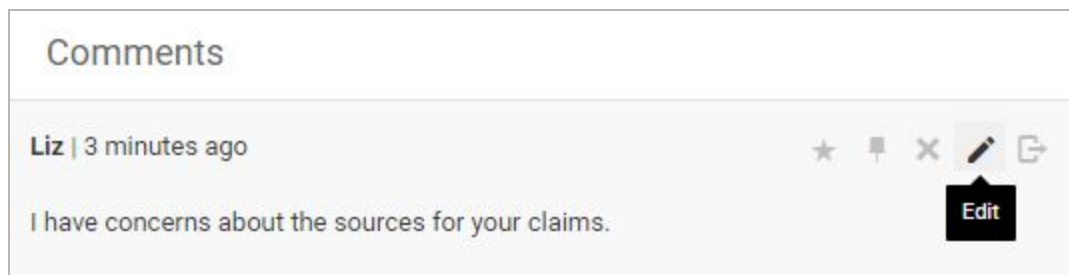 Comments
Liz | 3 minutes ago
Edit
I have concerns about the sources for your claims.